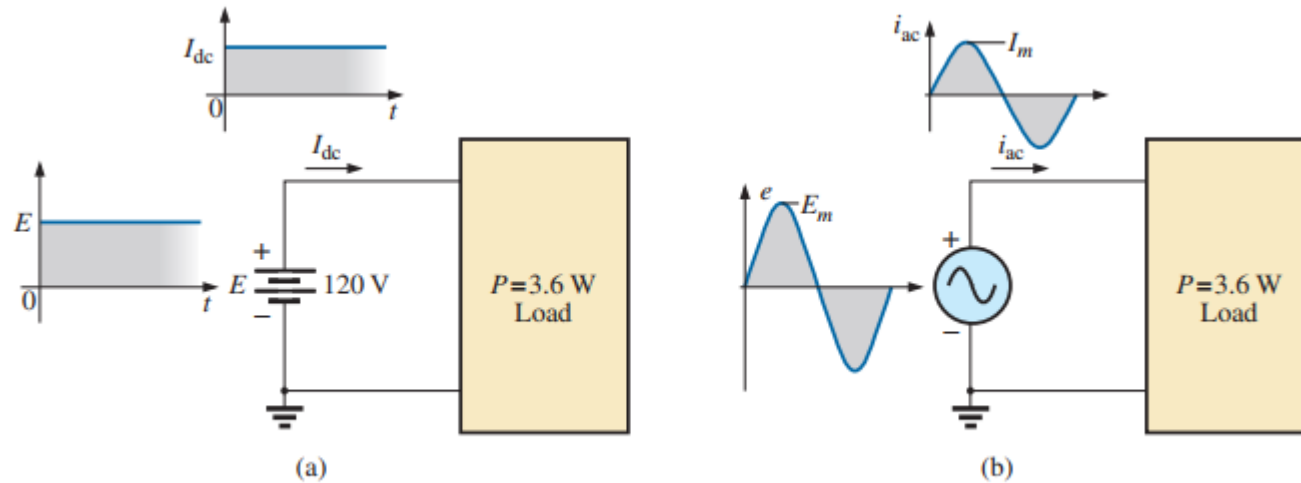 I_dc
0
t
I_dc
E
0
t
+
E
120 V
−
P=3.6 W
Load
(a)
i_ac
I_m
i_ac
e
E_m
+
−
P=3.6 W
Load
(b)